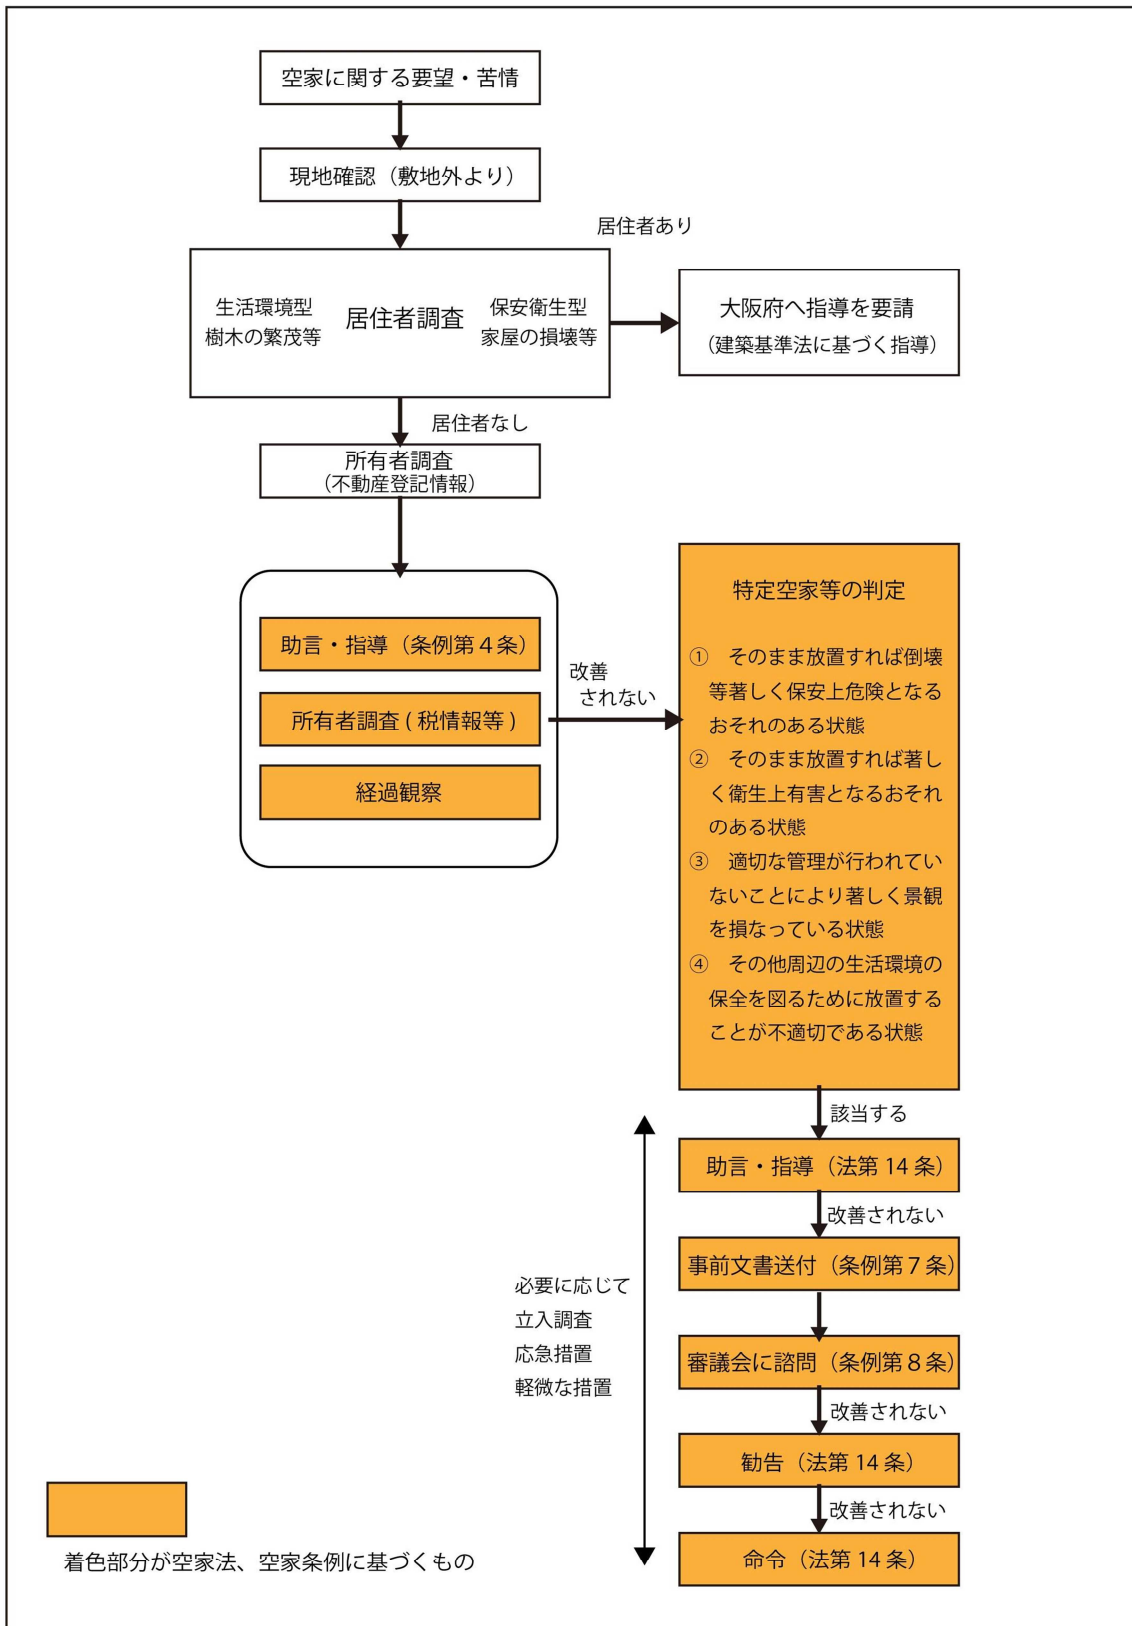 空家に関する要望・苦情
現地確認（敷地外より）
居住者あり
生活環境型
樹木の繁茂等
居住者調査
保安衛生型
家屋の損壊等
大阪府へ指導を要請
（建築基準法に基づく指導）
居住者なし
所有者調査
（不動産登記情報）
助言・指導（条例第４条）
所有者調査 ( 税情報等 )
経過観察
改善
されない
特定空家等の判定
①　そのまま放置すれば倒壊
等著しく保安上危険となる
おそれのある状態
②　そのまま放置すれば著し
く衛生上有害となるおそれ
のある状態
③　適切な管理が行われてい
ないことにより著しく景観
を損なっている状態
④　その他周辺の生活環境の
保全を図るために放置する
ことが不適切である状態
該当する
助言・指導（法第 14 条）
改善されない
事前文書送付（条例第７条）
審議会に諮問（条例第８条）
改善されない
勧告（法第 14 条）
改善されない
命令（法第 14 条）
必要に応じて
立入調査
応急措置
軽微な措置
着色部分が空家法、空家条例に基づくもの